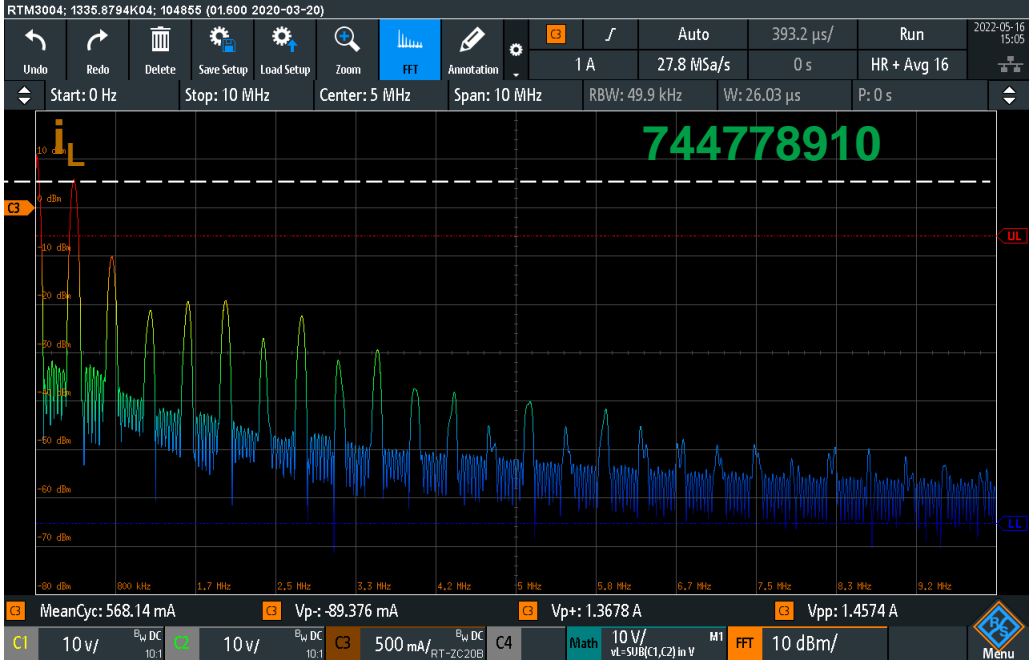 RTM3004; 1335.8794K04; 104855 (01.600 2020-03-20)
Undo Redo Delete Save Setup Load Setup Zoom FFT Annotation
C3 Auto 393.2 µs/ Run 2022-05-16
15:05
1 A 27.8 MSa/s 0 s HR + Avg 16
Start: 0 Hz Stop: 10 MHz Center: 5 MHz Span: 10 MHz RBW: 49.9 kHz W: 26.03 µs P: 0 s
iL 744778910
10 dBm
0 dBm
C3
UL
-10 dBm
-20 dBm
-30 dBm
-40 dBm
-50 dBm
-60 dBm
LL
-70 dBm
-80 dBm 800 kHz 1.7 MHz 2.5 MHz 3.3 MHz 4.2 MHz 5 MHz 5.8 MHz 6.7 MHz 7.5 MHz 8.3 MHz 9.2 MHz
C3 MeanCyc: 568.14 mA C3 Vp-: -89.376 mA C3 Vp+: 1.3678 A C3 Vpp: 1.4574 A
C1 10 V/ BW DC 10:1 C2 10 V/ BW DC 10:1 C3 500 mA/ BW DC RT-ZC20B C4 Math 10 V/ M1 vL=SUB(C1,C2) in V FFT 10 dBm/ R&S Menu